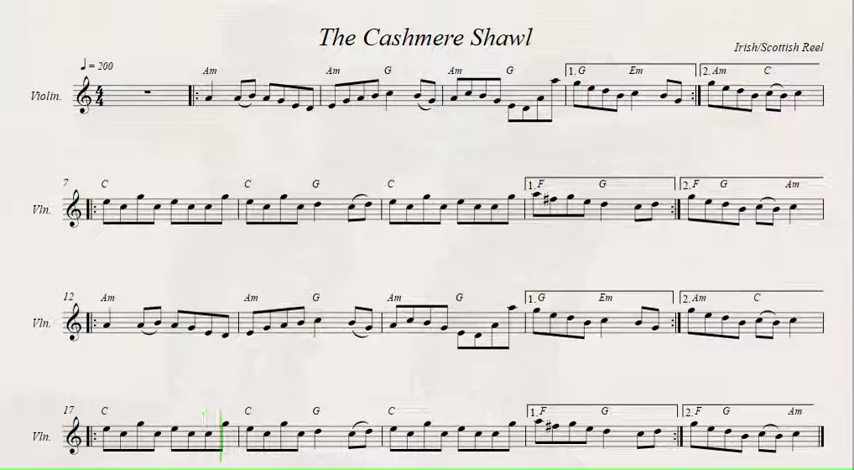 The Cashmere Shawl
Irish/Scottish Reel
♩ = 200
Am Am G Am G 1. G Em 2. Am C
Violin.
7
C C G C 1. F G 2. F G Am
Vln.
12
Am Am G Am G 1. G Em 2. Am C
Vln.
17
C C G C 1. F G 2. F G Am
Vln.